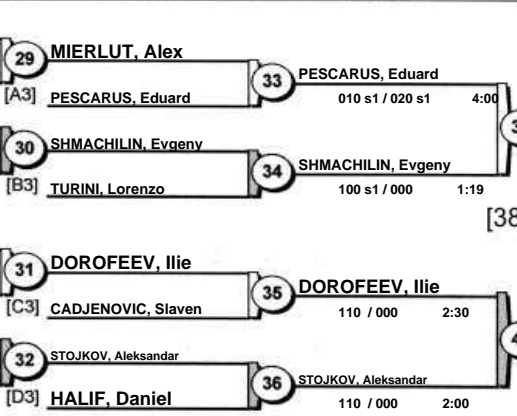 29 MIERLUT, Alex
[A3] PESCARUS, Eduard
33 PESCARUS, Eduard
010 s1 / 020 s1 4:00
30 SHMACHILIN, Evgeny
[B3] TURINI, Lorenzo
34 SHMACHILIN, Evgeny
100 s1 / 000 1:19
[38
31 DOROFEEV, Ilie
[C3] CADJENOVIC, Slaven
35 DOROFEEV, Ilie
110 / 000 2:30
32 STOJKOV, Aleksandar
[D3] HALIF, Daniel
36 STOJKOV, Aleksandar
110 / 000 2:00